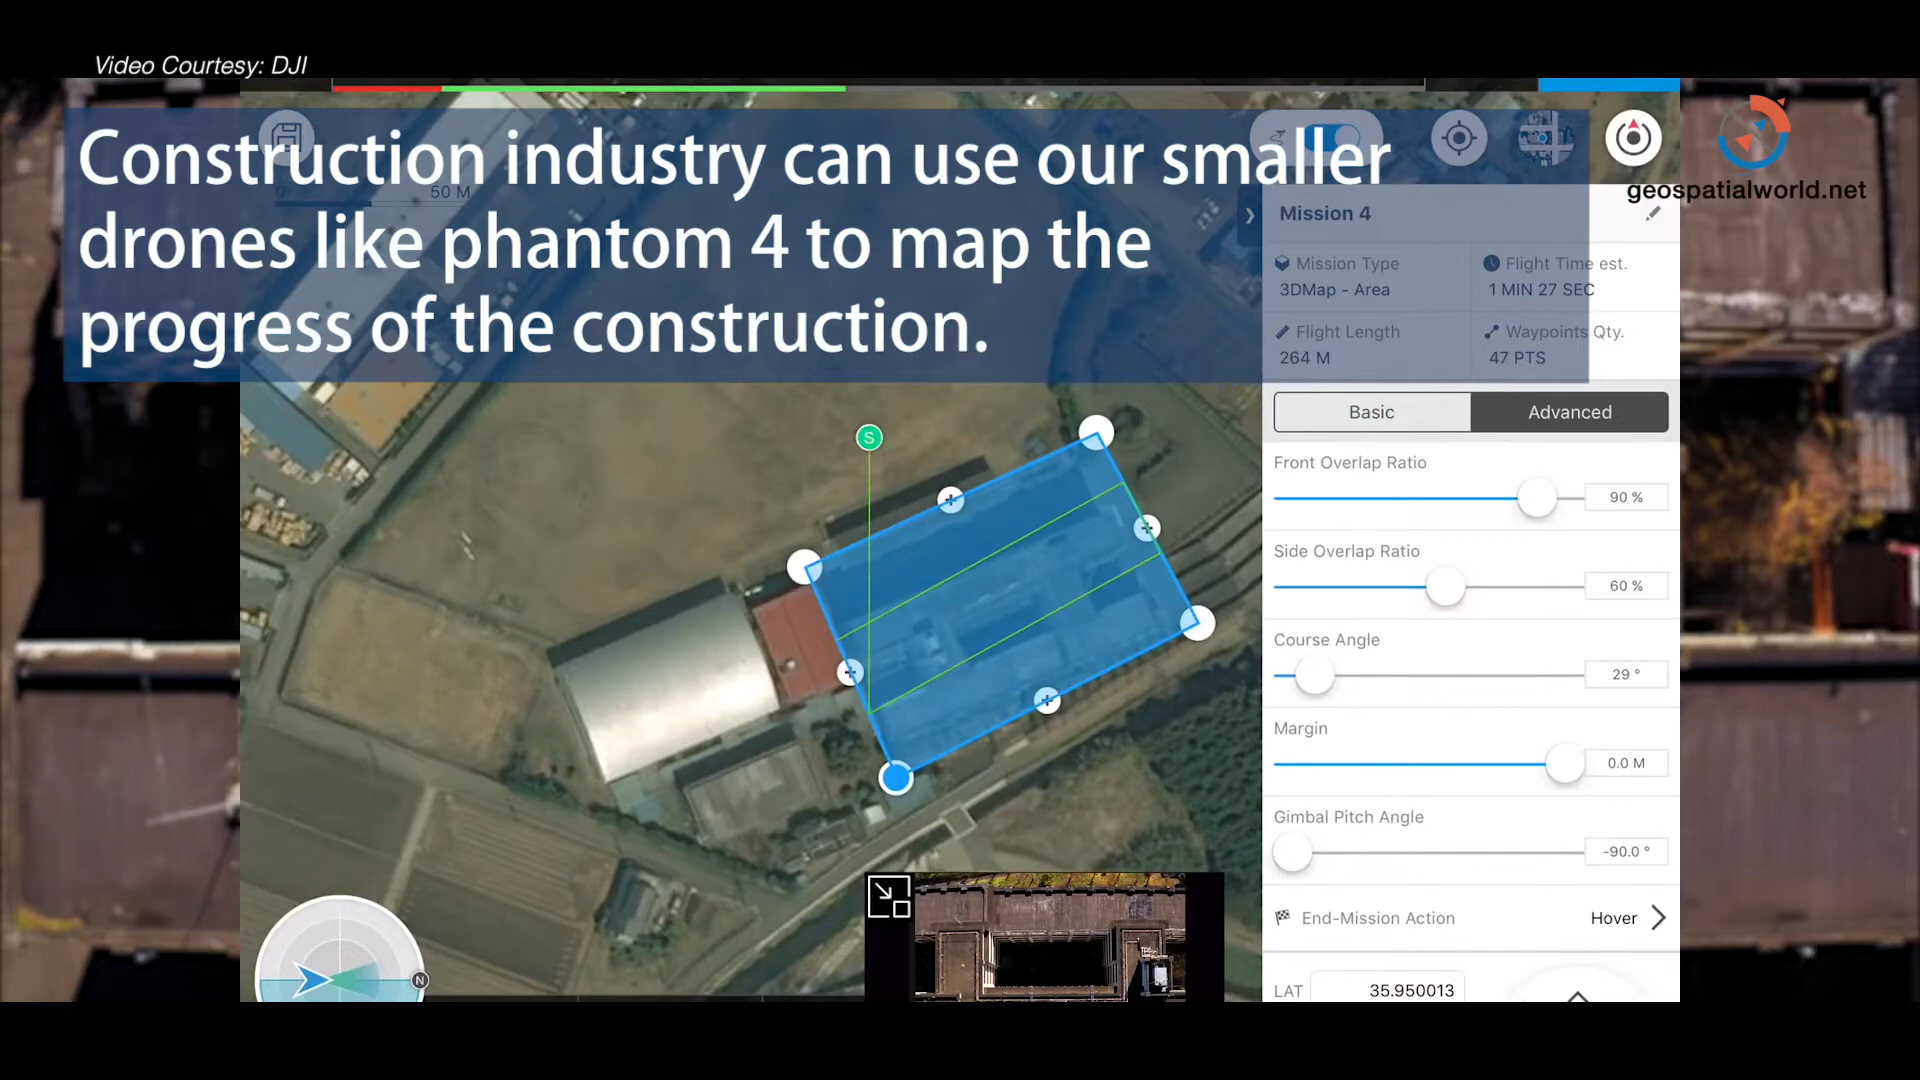 Video Courtesy: DJI
Construction industry can use our smaller
drones like phantom 4 to map the
progress of the construction.
geospatialworld.net
50 M
Mission 4
Mission Type
3DMap - Area
Flight Time est.
1 MIN 27 SEC
Flight Length
264 M
Waypoints Qty.
47 PTS
Basic
Advanced
Front Overlap Ratio
90 %
Side Overlap Ratio
60 %
Course Angle
29 °
Margin
0.0 M
Gimbal Pitch Angle
-90.0 °
End-Mission Action
Hover
LAT
35.950013
S
N